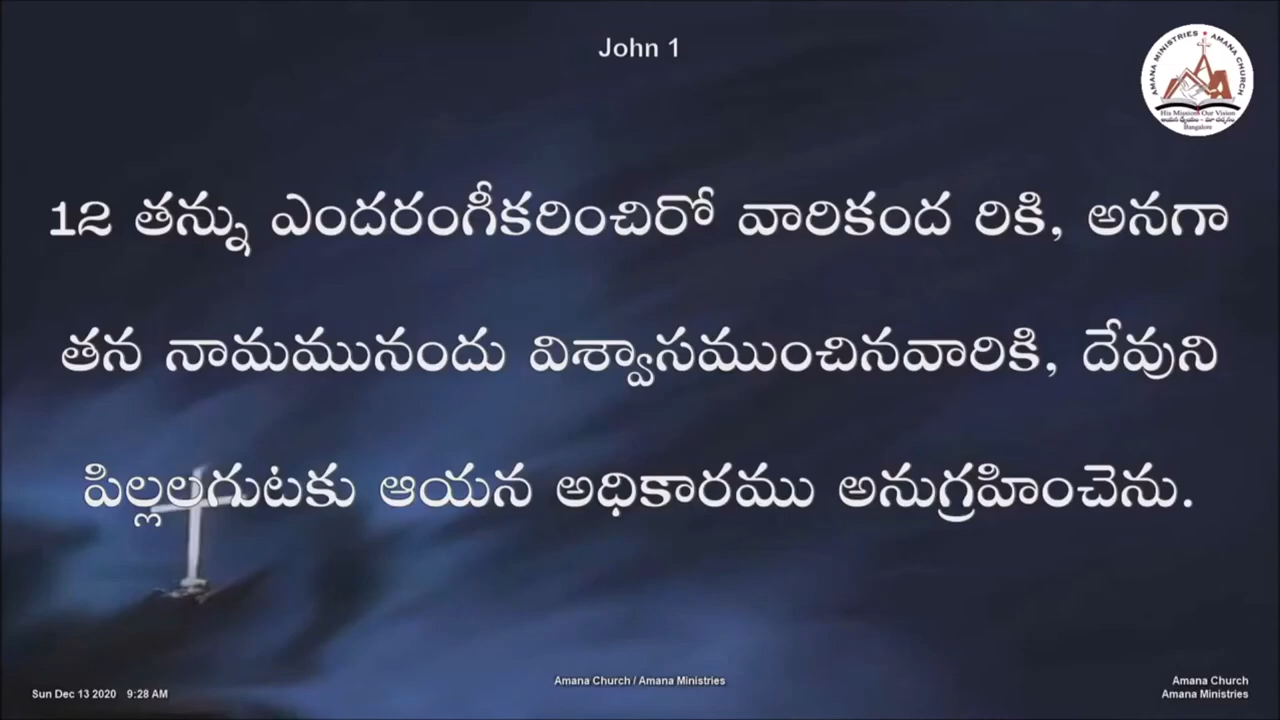 John 1
AMANA MINISTRIES • AMANA CHURCH
His Mission Our Vision
Bangalore
12 తన్ను ఎందరంగీకరించిరో వారికంద రికి, అనగా
తన నామమునందు విశ్వాసముంచినవారికి, దేవుని
పిల్లలగుటకు ఆయన అధికారము అనుగ్రహించెను.
Sun Dec 13 2020 9:28 AM
Amana Church / Amana Ministries
Amana Church
Amana Ministries